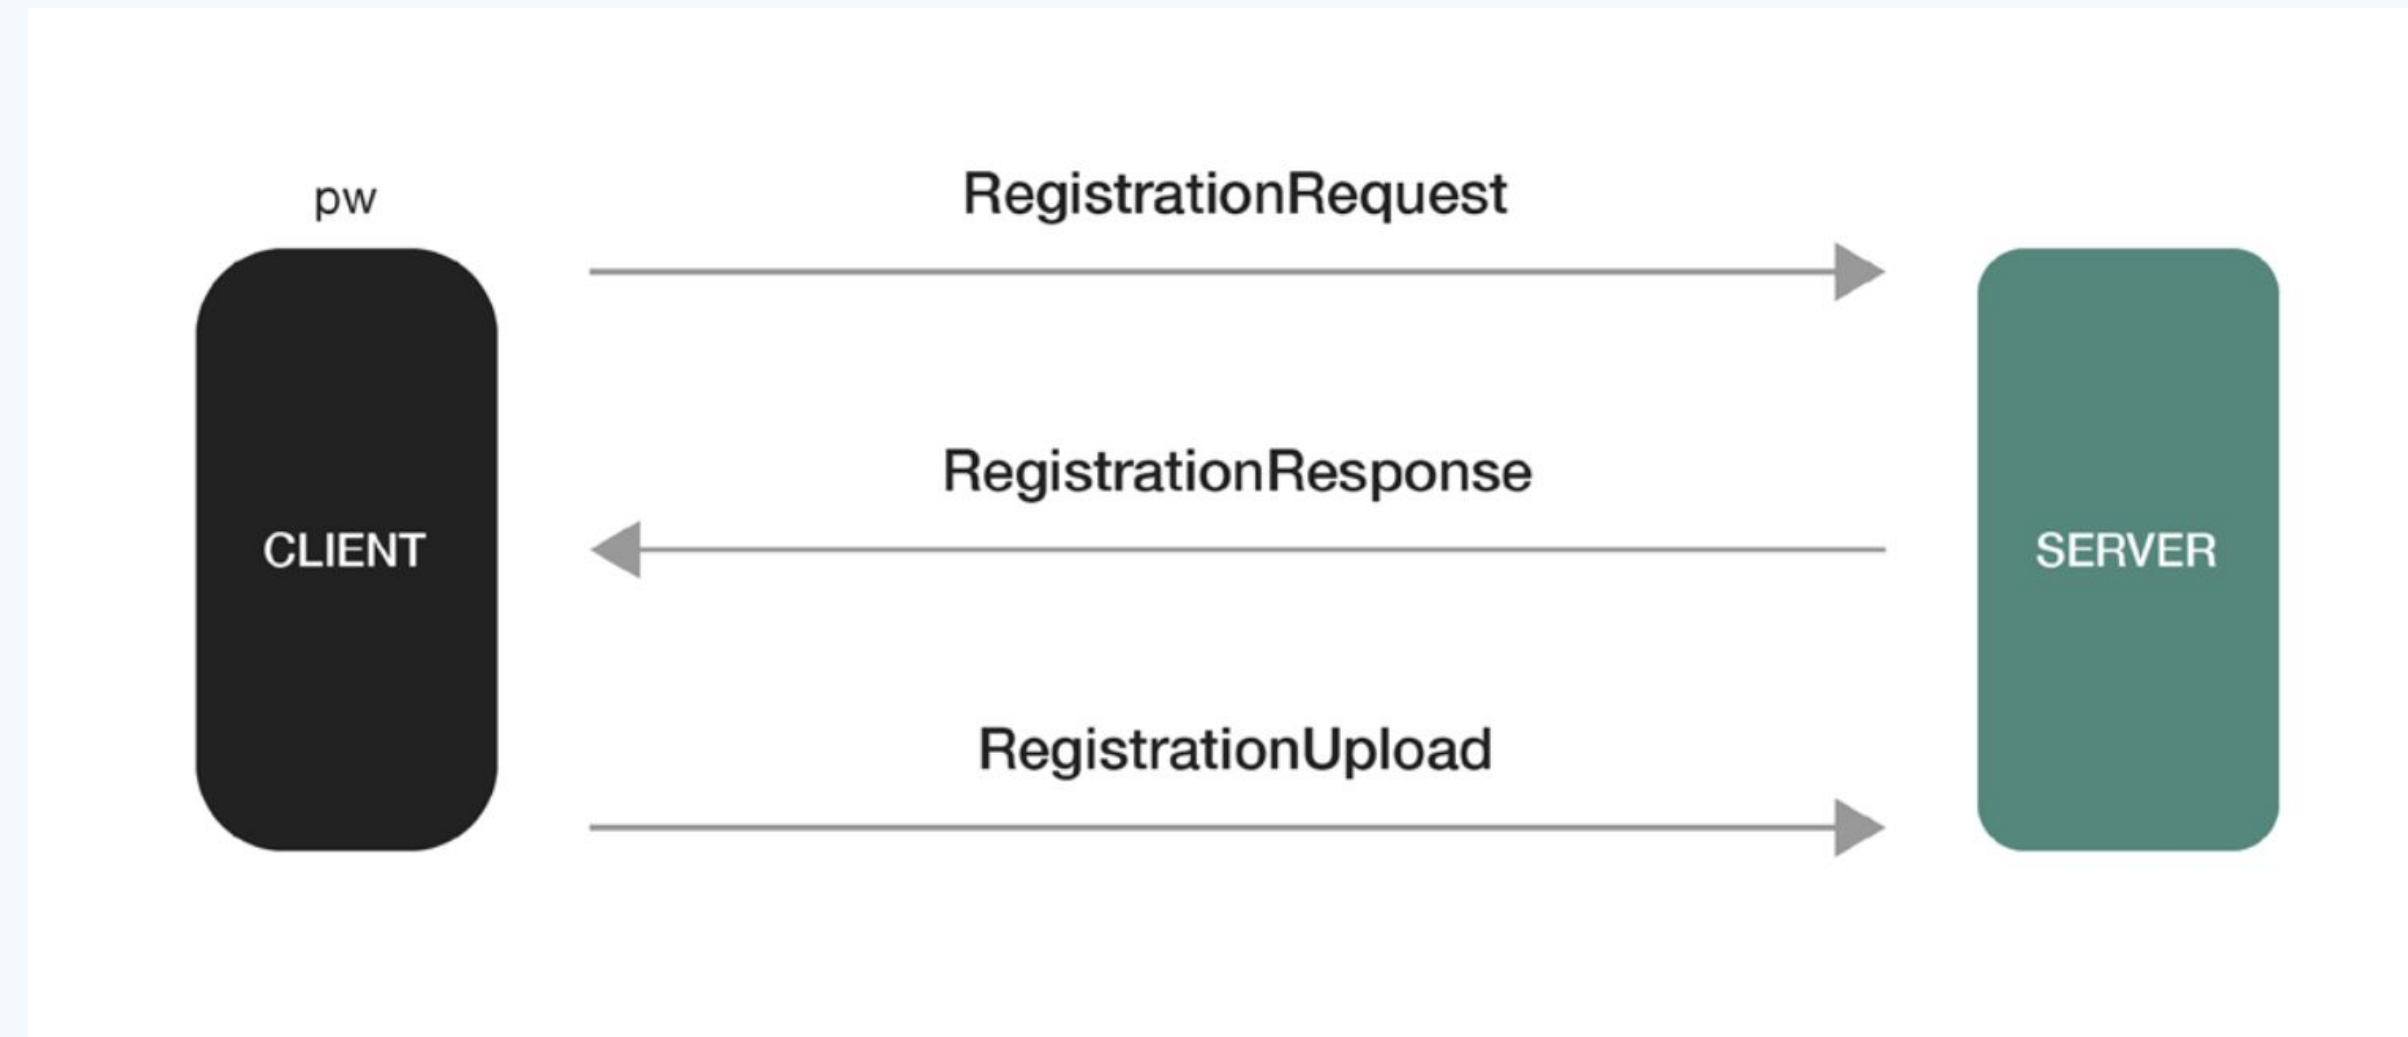 pw
RegistrationRequest
RegistrationResponse
CLIENT
SERVER
RegistrationUpload